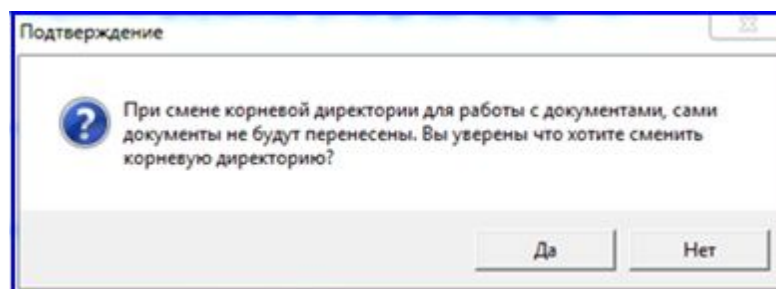 Подтверждение
При смене корневой директории для работы с документами, сами
документы не будут перенесены. Вы уверены что хотите сменить
корневую директорию?
Да
Нет